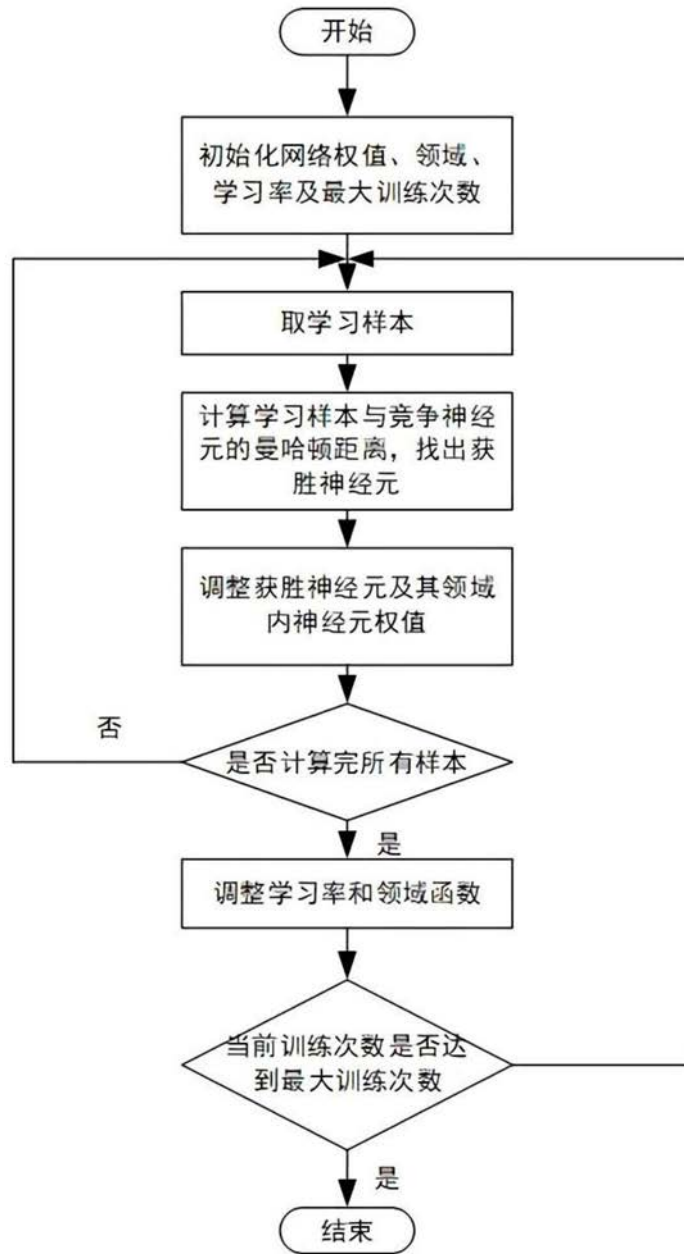 开始
初始化网络权值、领域、
学习率及最大训练次数
取学习样本
计算学习样本与竞争神经
元的曼哈顿距离，找出获
胜神经元
调整获胜神经元及其领域
内神经元权值
否
是否计算完所有样本
是
调整学习率和领域函数
当前训练次数是否达
到最大训练次数
是
结束